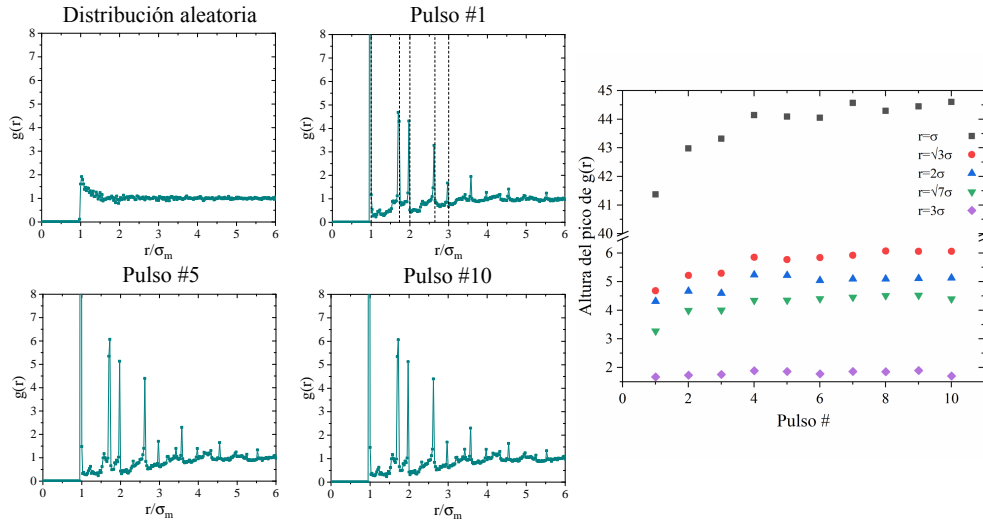 Distribución aleatoria
8
7
6
5
4
3
2
1
0
g(r)
0 1 2 3 4 5 6
r/σm
Pulso #1
8
7
6
5
4
3
2
1
0
g(r)
0 1 2 3 4 5 6
r/σm
Pulso #5
8
7
6
5
4
3
2
1
0
g(r)
0 1 2 3 4 5 6
r/σm
Pulso #10
8
7
6
5
4
3
2
1
0
g(r)
0 1 2 3 4 5 6
r/σm
Altura del pico de g(r)
45
44
43
42
41
40
6
5
4
3
2
r=σ
r=√3σ
r=2σ
r=√7σ
r=3σ
0 2 4 6 8 10
Pulso #